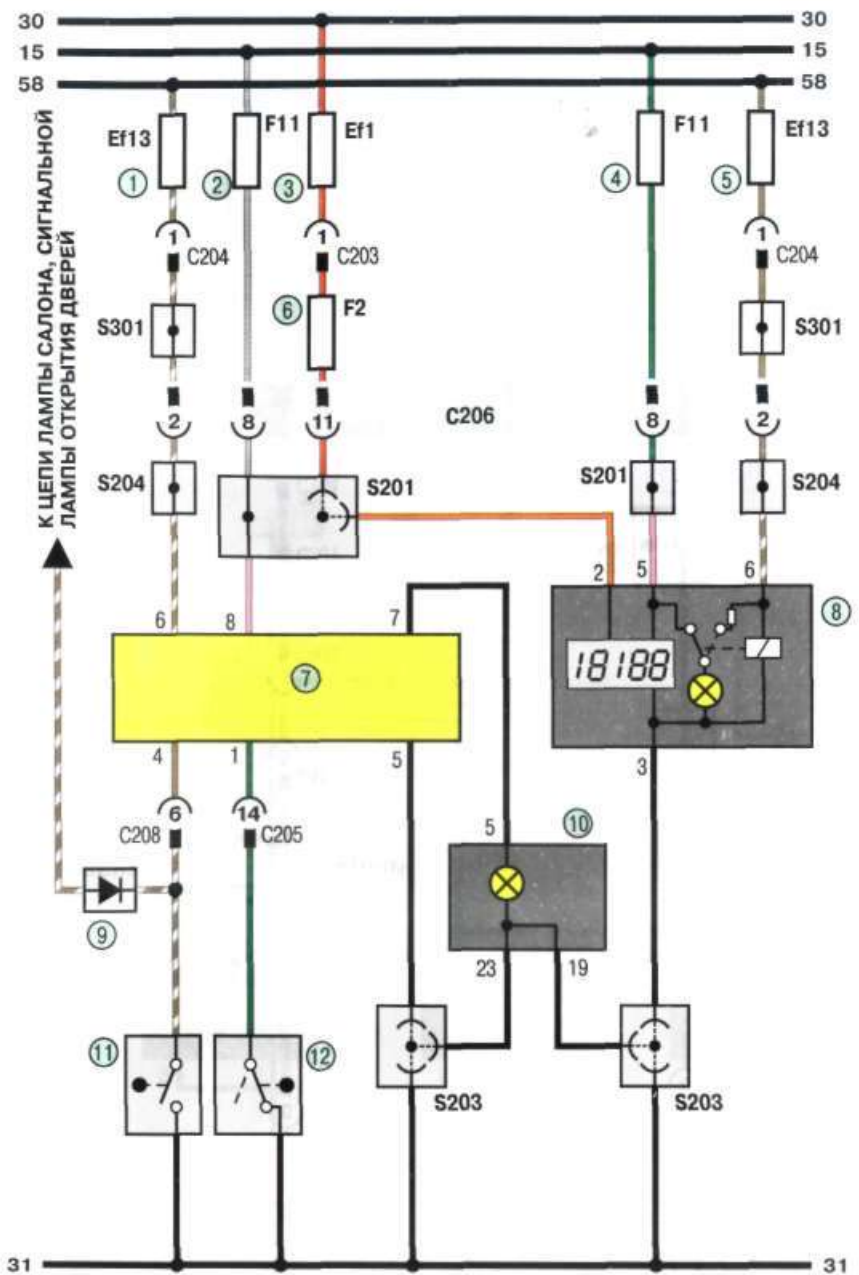 30 30
15 15
58 58
К ЦЕПИ ЛАМПЫ САЛОНА, СИГНАЛЬНОЙ
ЛАМПЫ ОТКРЫТИЯ ДВЕРЕЙ
Ef13 F11 Ef1 F11 Ef13
1 2 3 4 5
1 C204 1 C203 1 C204
6 F2
S301 S301
2 8 11 C206 8 2
S204 S201 S201 S204
6 8 7 2 5 6
8
7
18188
4 1 5 3
6 14
C208 C205
5 10
9
23 19
11 12
S203 S203
31 31